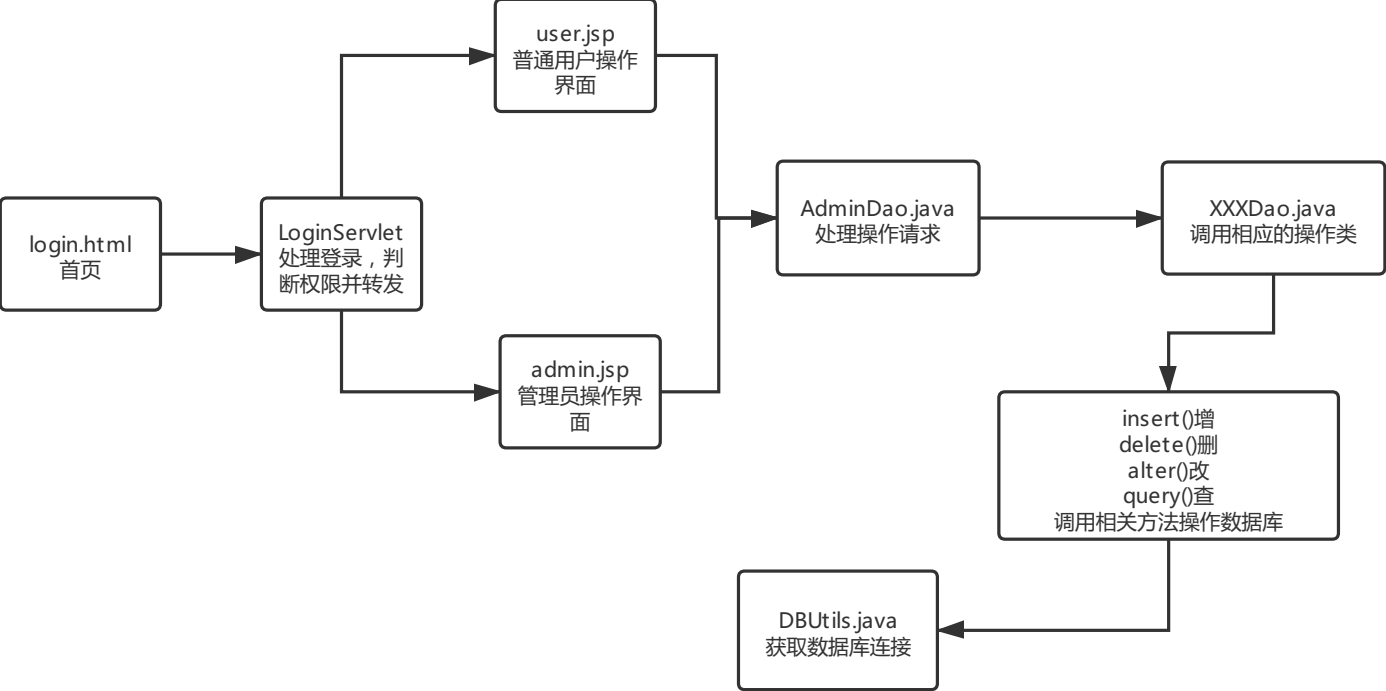 user.jsp
普通用户操作
界面
login.html
首页
LoginServlet
处理登录，判
断权限并转发
admin.jsp
管理员操作界
面
AdminDao.java
处理操作请求
XXXDao.java
调用相应的操作类
insert()增
delete()删
alter()改
query()查
调用相关方法操作数据库
DBUtils.java
获取数据库连接